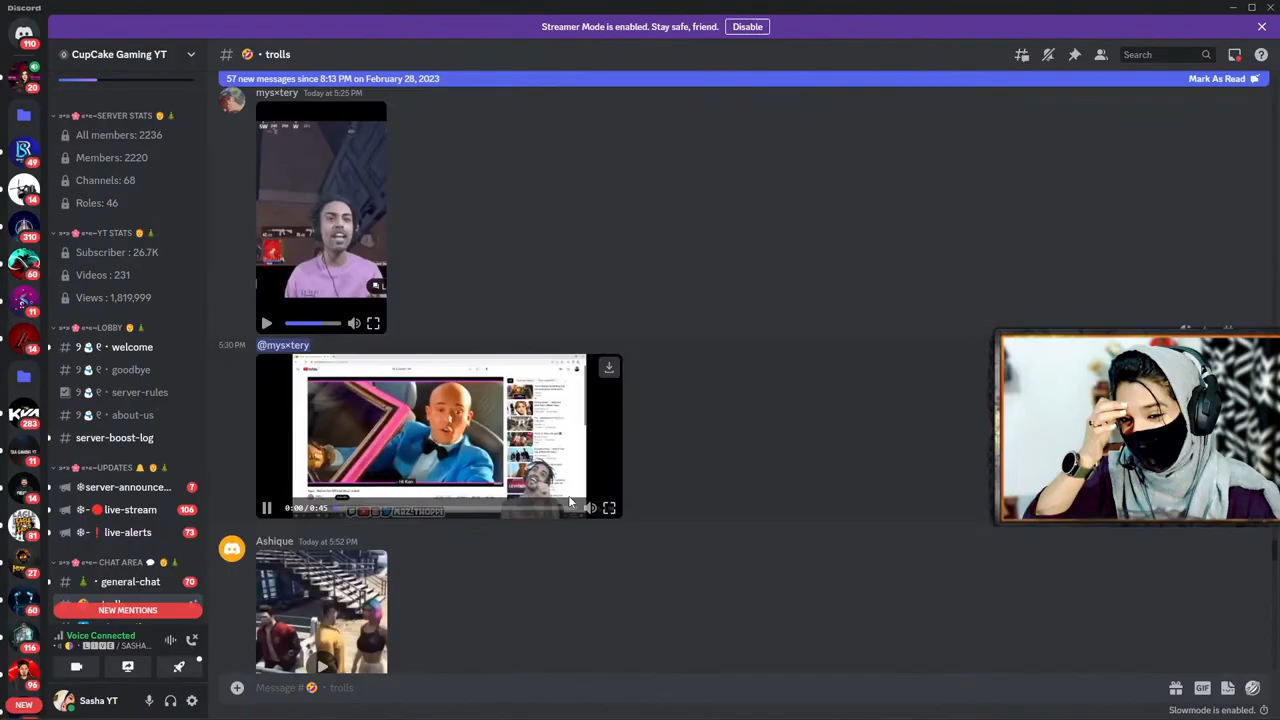 Discord
Streamer Mode is enabled. Stay safe, friend.
Disable
110
20
49
14
310
60
11
14
283
11
14
81
27
60
116
96
NEW
CupCake Gaming YT
SERVER STATS
All members: 2236
Members: 2220
Channels: 68
Roles: 46
YT STATS
Subscriber : 26.7K
Videos : 231
Views : 1,819,999
LOBBY
welcome
about-us
server-boost-log
UPDATES
server-announce... 7
livestream 106
live-alerts 73
CHAT AREA
general-chat 70
NEW MENTIONS
Voice Connected
LIVE / SASHA...
Sasha YT
# 🤣 • trolls
Search
57 new messages since 8:13 PM on February 28, 2023
Mark As Read
mys×tery Today at 5:25 PM
5:30 PM @mys×tery
0:00 / 0:45
Ashique Today at 5:52 PM
Message # 🤣 • trolls
GIF
Slowmode is enabled.